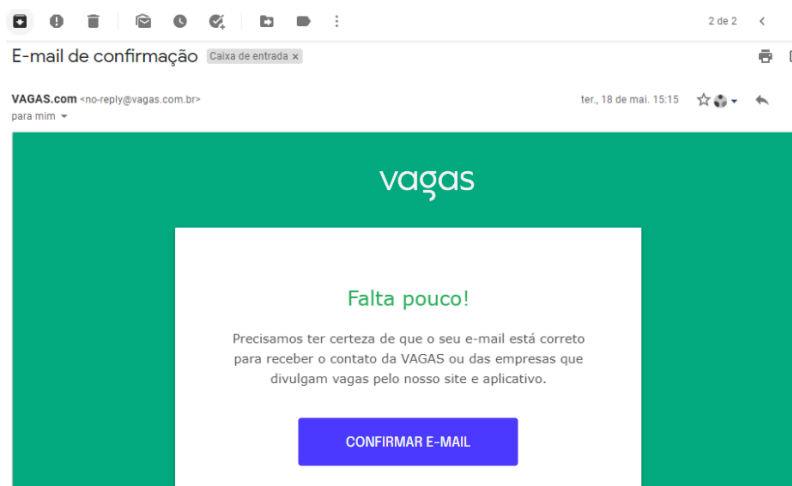 2 de 2
E-mail de confirmação Caixa de entrada x
VAGAS.com <no-reply@vagas.com.br> ter., 18 de mai. 15:15
para mim
vagas
Falta pouco!
Precisamos ter certeza de que o seu e-mail está correto
para receber o contato da VAGAS ou das empresas que
divulgam vagas pelo nosso site e aplicativo.
CONFIRMAR E-MAIL